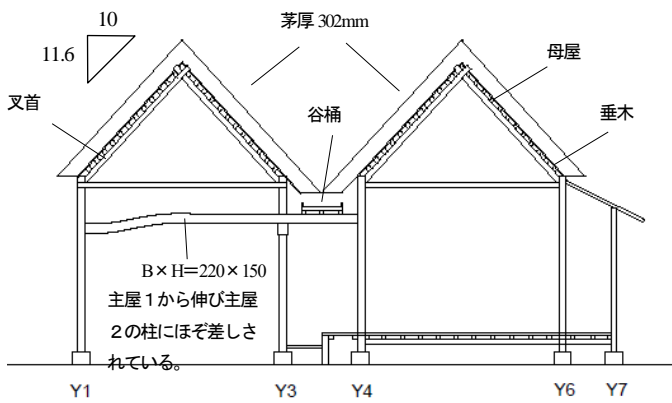 10
11.6
茅厚 302mm
母屋
叉首
谷桶
垂木
B×H=220×150
主屋1から伸び主屋
2の柱にほぞ差しさ
れている。
Y1 Y3 Y4 Y6 Y7